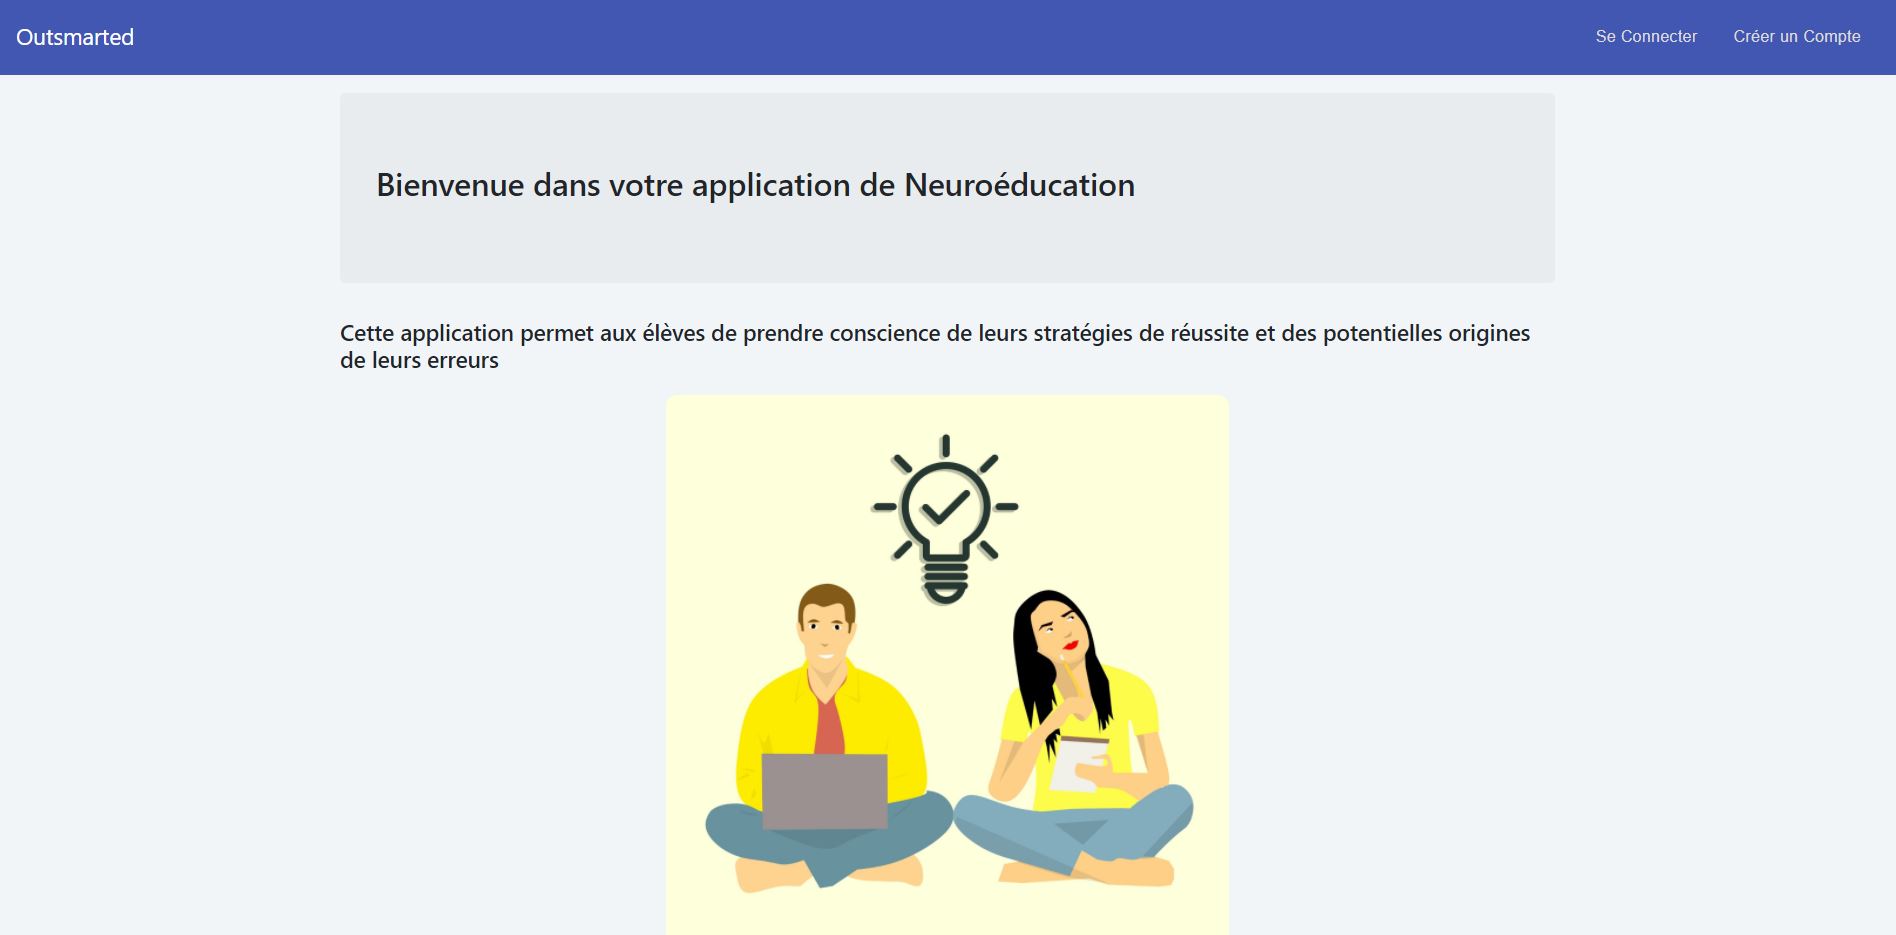 Outsmarted
Se Connecter
Créer un Compte
Bienvenue dans votre application de Neuroéducation
Cette application permet aux élèves de prendre conscience de leurs stratégies de réussite et des potentielles origines
de leurs erreurs